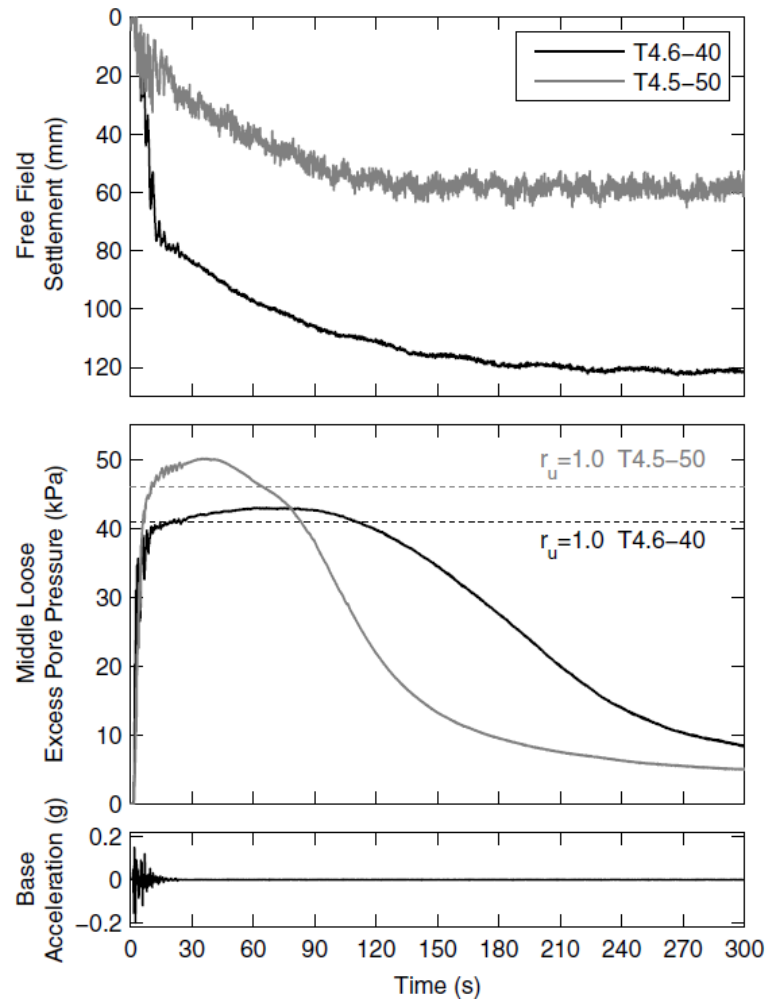 T4.6−40
T4.5−50
0
20
40
60
80
100
120
Free Field
Settlement (mm)
r_u=1.0 T4.5−50
r_u=1.0 T4.6−40
50
40
30
20
10
0
Middle Loose
Excess Pore Pressure (kPa)
0.2
0
−0.2
Base
Acceleration (g)
0 30 60 90 120 150 180 210 240 270 300
Time (s)